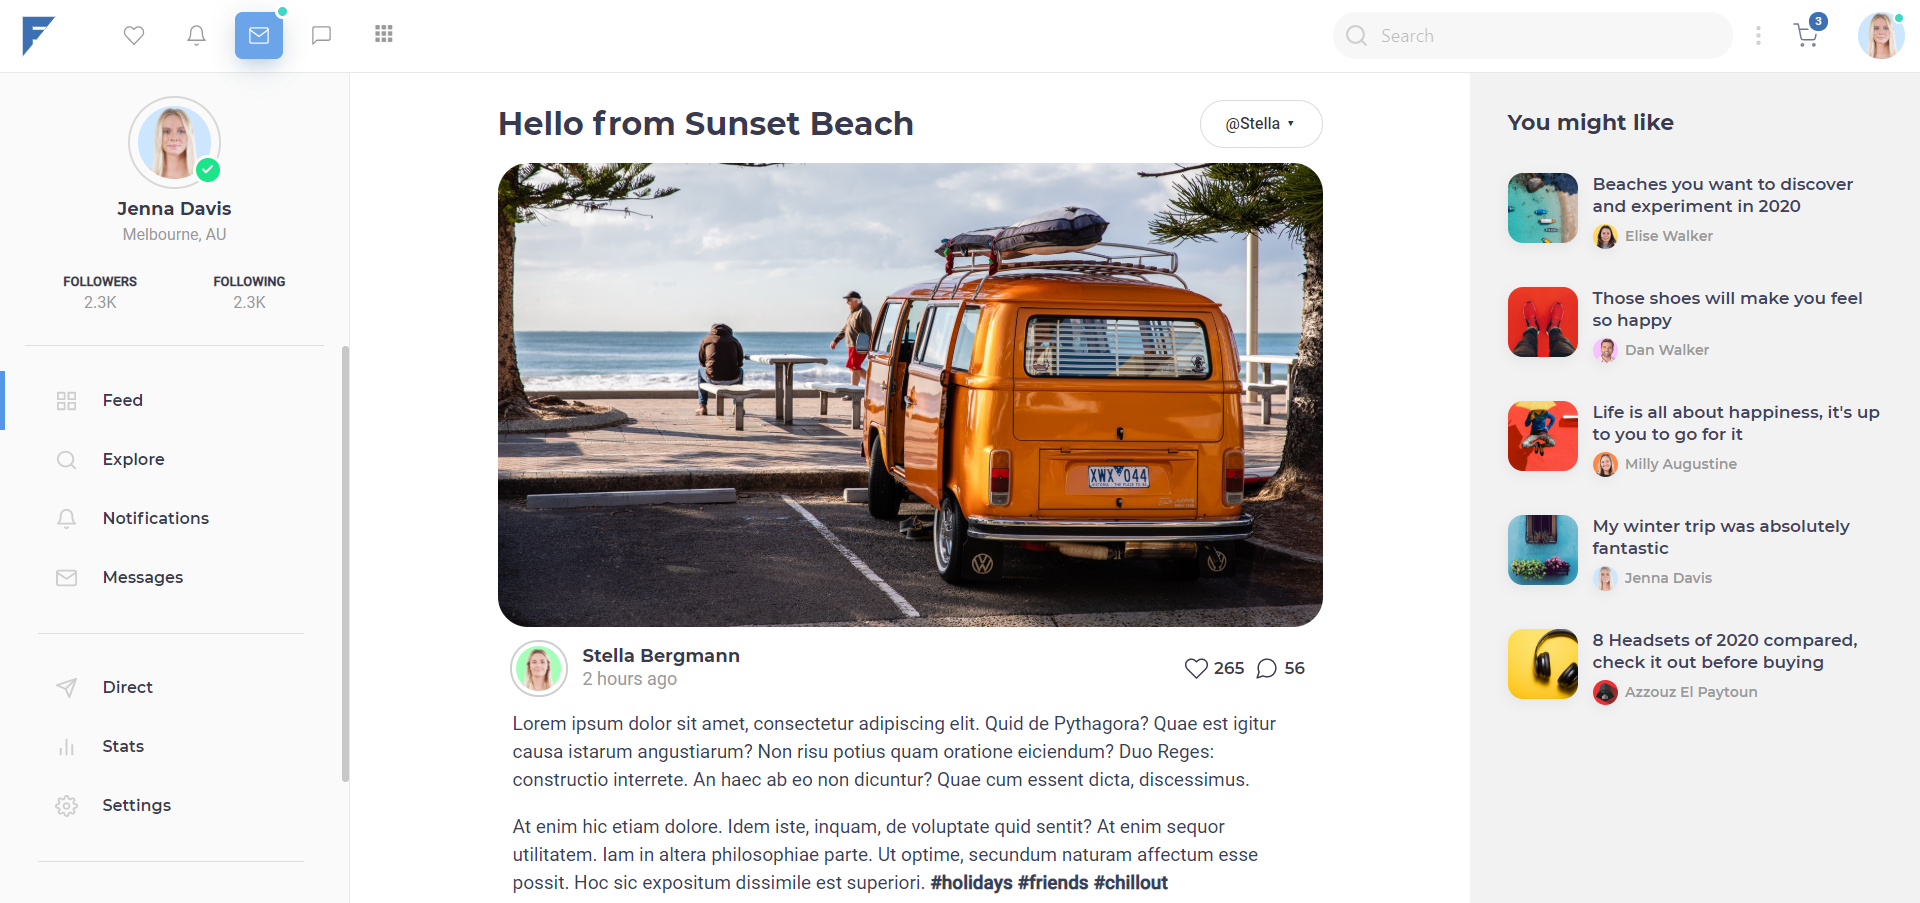 Search
3
Jenna Davis
Melbourne, AU
FOLLOWERS
2.3K
FOLLOWING
2.3K
Feed
Explore
Notifications
Messages
Direct
Stats
Settings
Hello from Sunset Beach
@Stella
XWX 044
Stella Bergmann
2 hours ago
265
56
Lorem ipsum dolor sit amet, consectetur adipiscing elit. Quid de Pythagora? Quae est igitur
causa istarum angustiarum? Non risu potius quam oratione eiciendum? Duo Reges:
constructio interrete. An haec ab eo non dicuntur? Quae cum essent dicta, discessimus.
At enim hic etiam dolore. Idem iste, inquam, de voluptate quid sentit? At enim sequor
utilitatem. Iam in altera philosophiae parte. Ut optime, secundum naturam affectum esse
possit. Hoc sic expositum dissimile est superiori. #holidays #friends #chillout
You might like
Beaches you want to discover
and experiment in 2020
Elise Walker
Those shoes will make you feel
so happy
Dan Walker
Life is all about happiness, it's up
to you to go for it
Milly Augustine
My winter trip was absolutely
fantastic
Jenna Davis
8 Headsets of 2020 compared,
check it out before buying
Azzouz El Paytoun